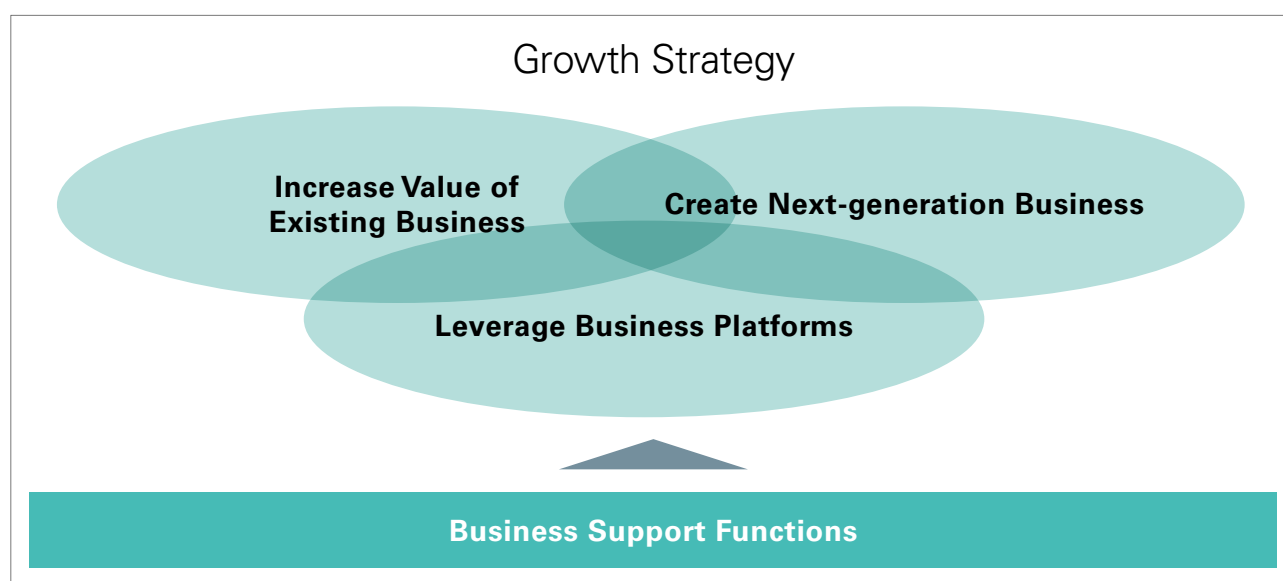 Growth Strategy
Increase Value of
Existing Business
Create Next-generation Business
Leverage Business Platforms
Business Support Functions